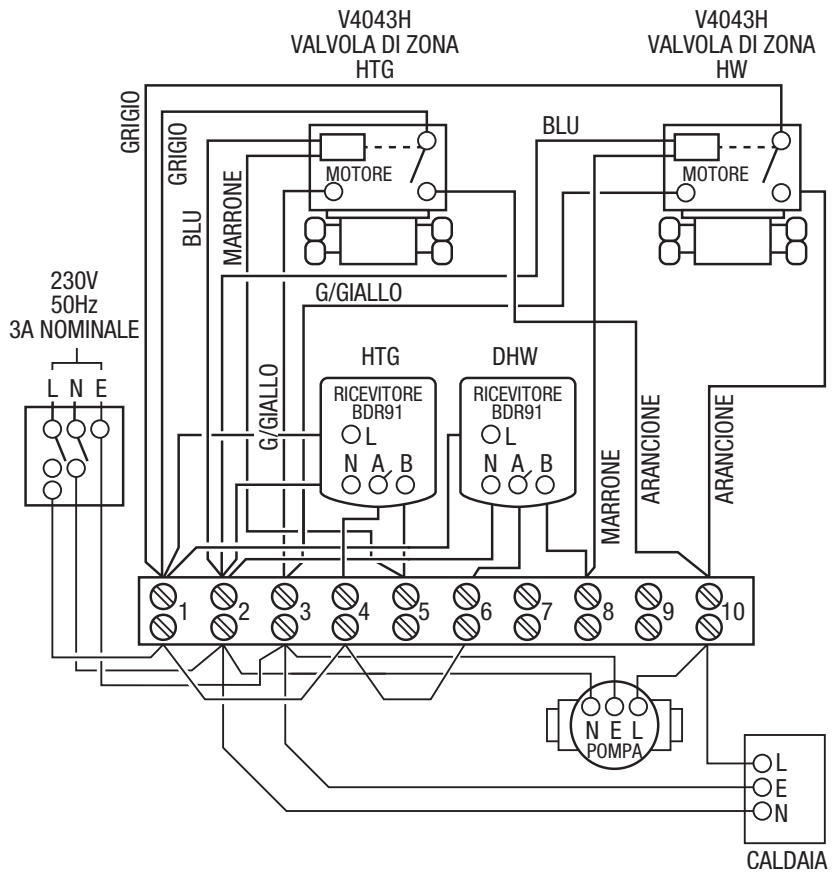 V4043H
VALVOLA DI ZONA
HTG
V4043H
VALVOLA DI ZONA
HW
GRIGIO
GRIGIO
BLU
MARRONE
MOTORE
BLU
MOTORE
G/GIALLO
230V
50Hz
3A NOMINALE
L N E
G/GIALLO
HTG
RICEVITORE
BDR91
L
N A B
DHW
RICEVITORE
BDR91
L
N A B
MARRONE
ARANCIONE
ARANCIONE
1 2 3 4 5 6 7 8 9 10
N E L
POMPA
L
E
N
CALDAIA